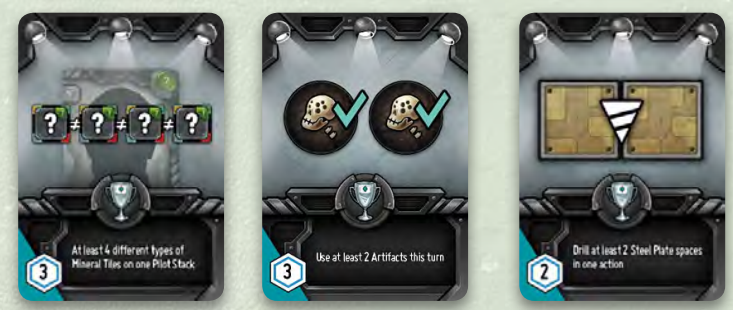 ? ≠ ? ≠ ? ≠ ?
At least 4 different types of
Mineral Tiles on one Pilot Stack
3
Use at least 2 Artifacts this turn
3
Drill at least 2 Steel Plate spaces
in one action
2